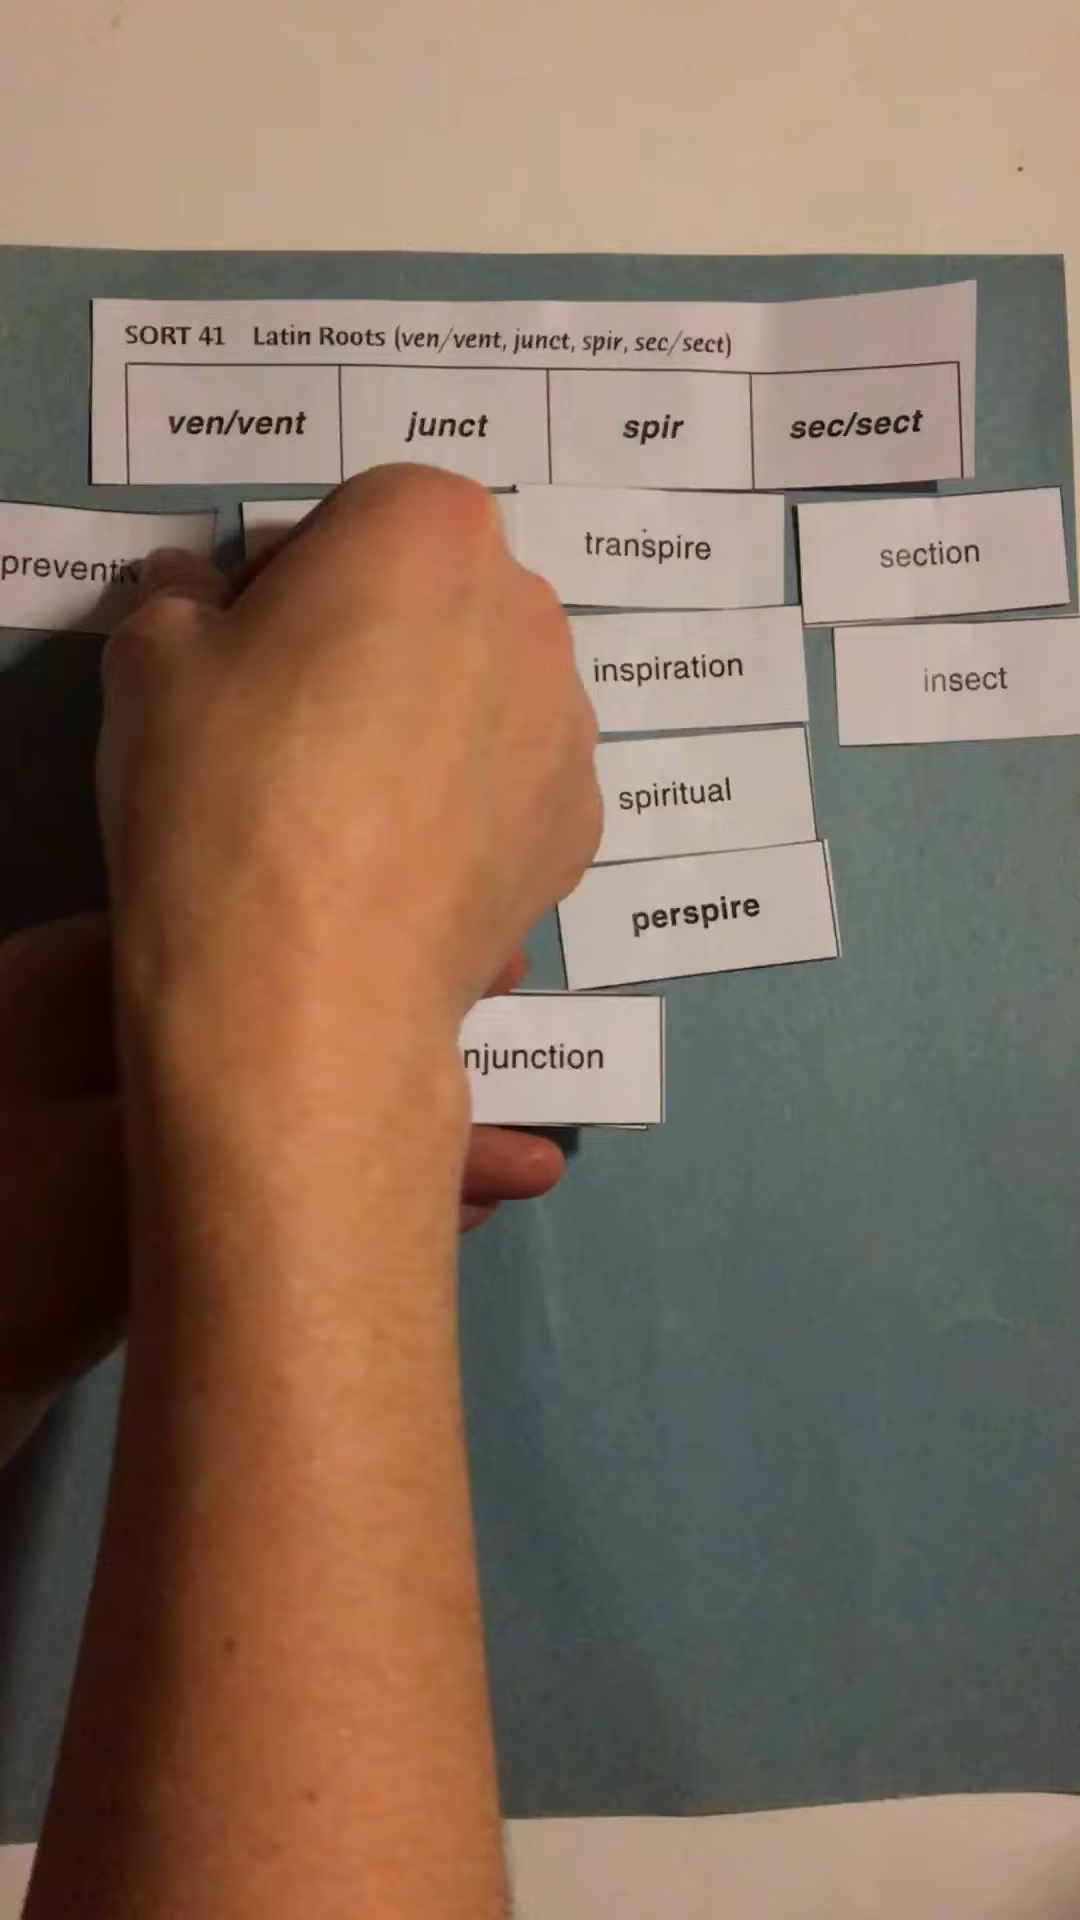 SORT 41 Latin Roots (ven/vent, junct, spir, sec/sect)
ven/vent junct spir sec/sect
preventi
transpire
section
inspiration
insect
spiritual
perspire
njunction